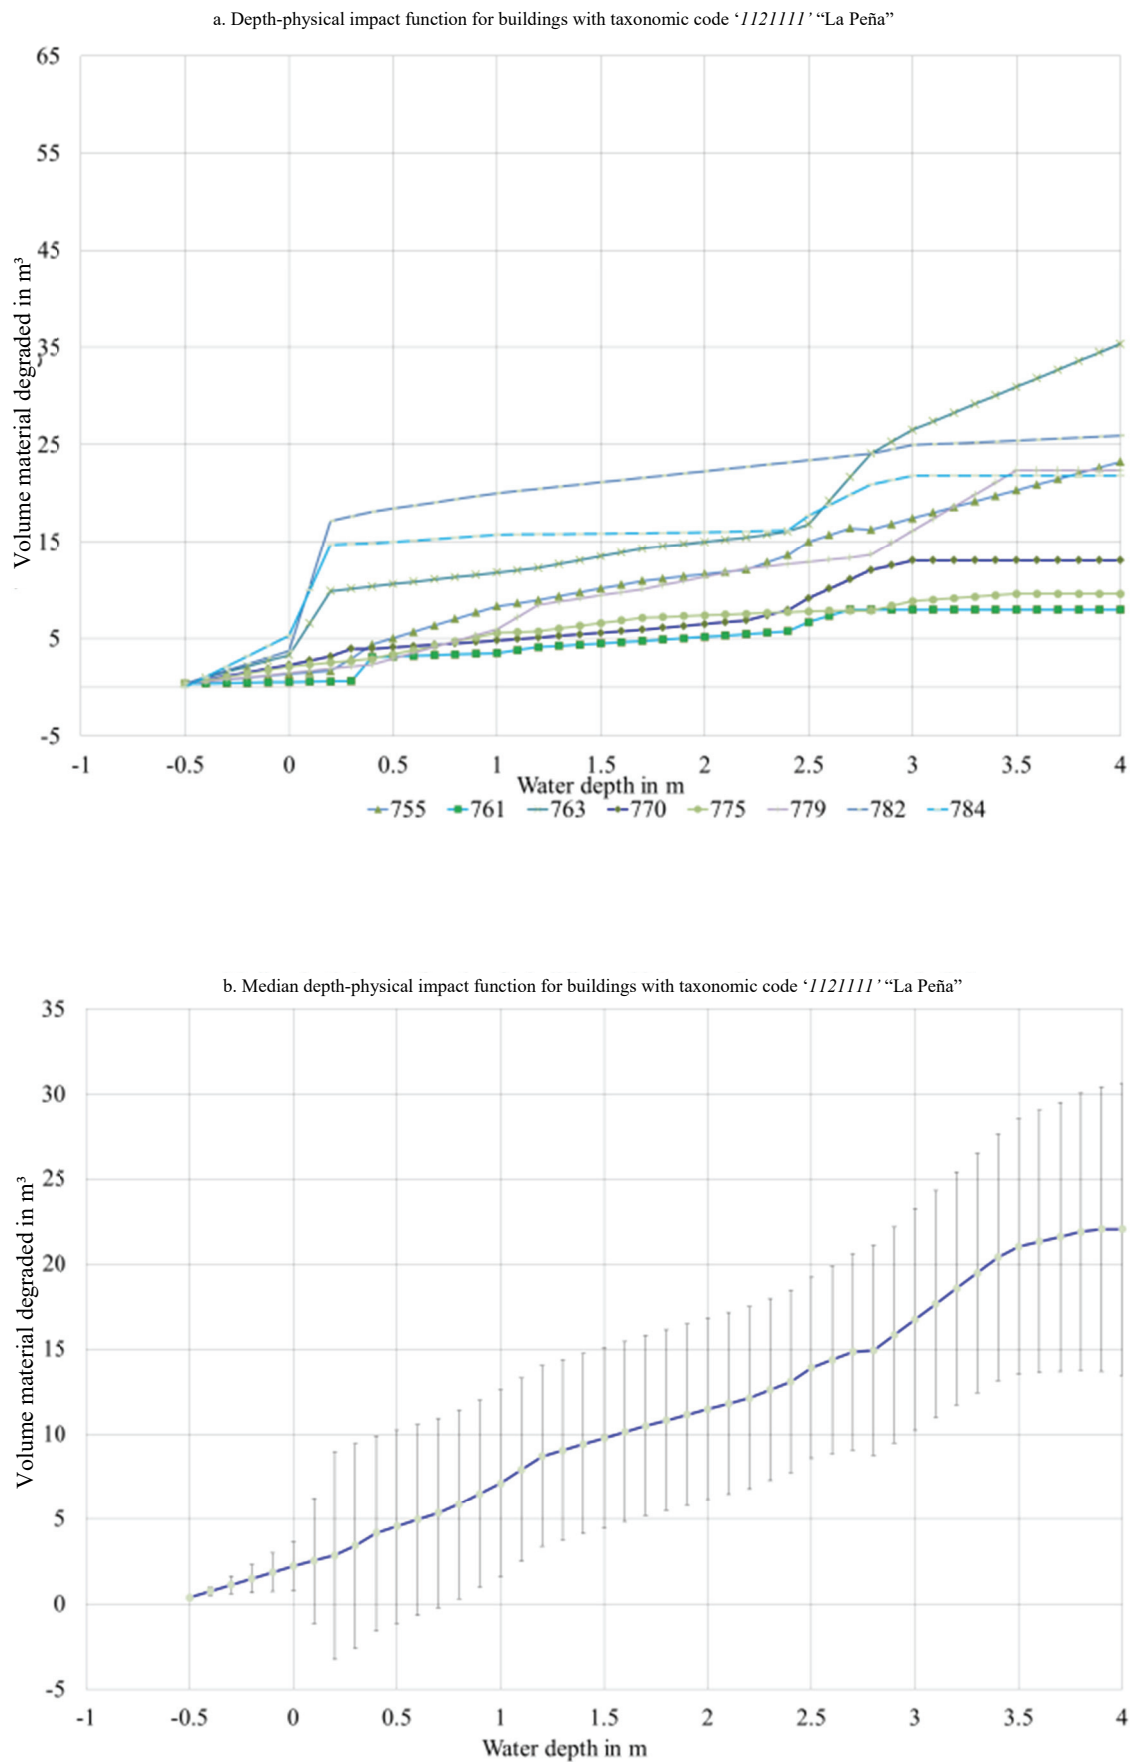 a. Depth-physical impact function for buildings with taxonomic code ‘1121111’ “La Peña”
Volume material degraded in m³
65
55
45
35
25
15
5
-5
-1 -0.5 0 0.5 1 1.5 2 2.5 3 3.5 4
Water depth in m
755 761 763 770 775 779 782 784
b. Median depth-physical impact function for buildings with taxonomic code ‘1121111’ “La Peña”
Volume material degraded in m³
35
30
25
20
15
10
5
0
-5
-1 -0.5 0 0.5 1 1.5 2 2.5 3 3.5 4
Water depth in m